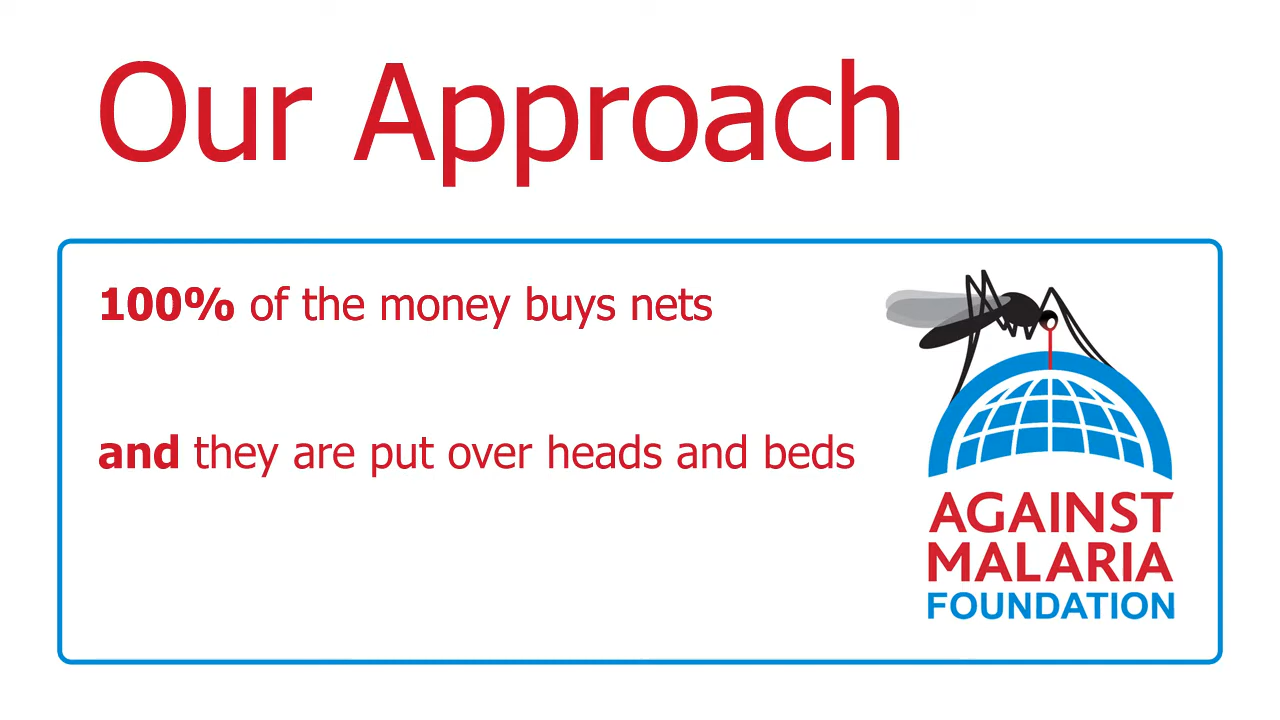 Our Approach
100% of the money buys nets
and they are put over heads and beds
AGAINST
MALARIA
FOUNDATION